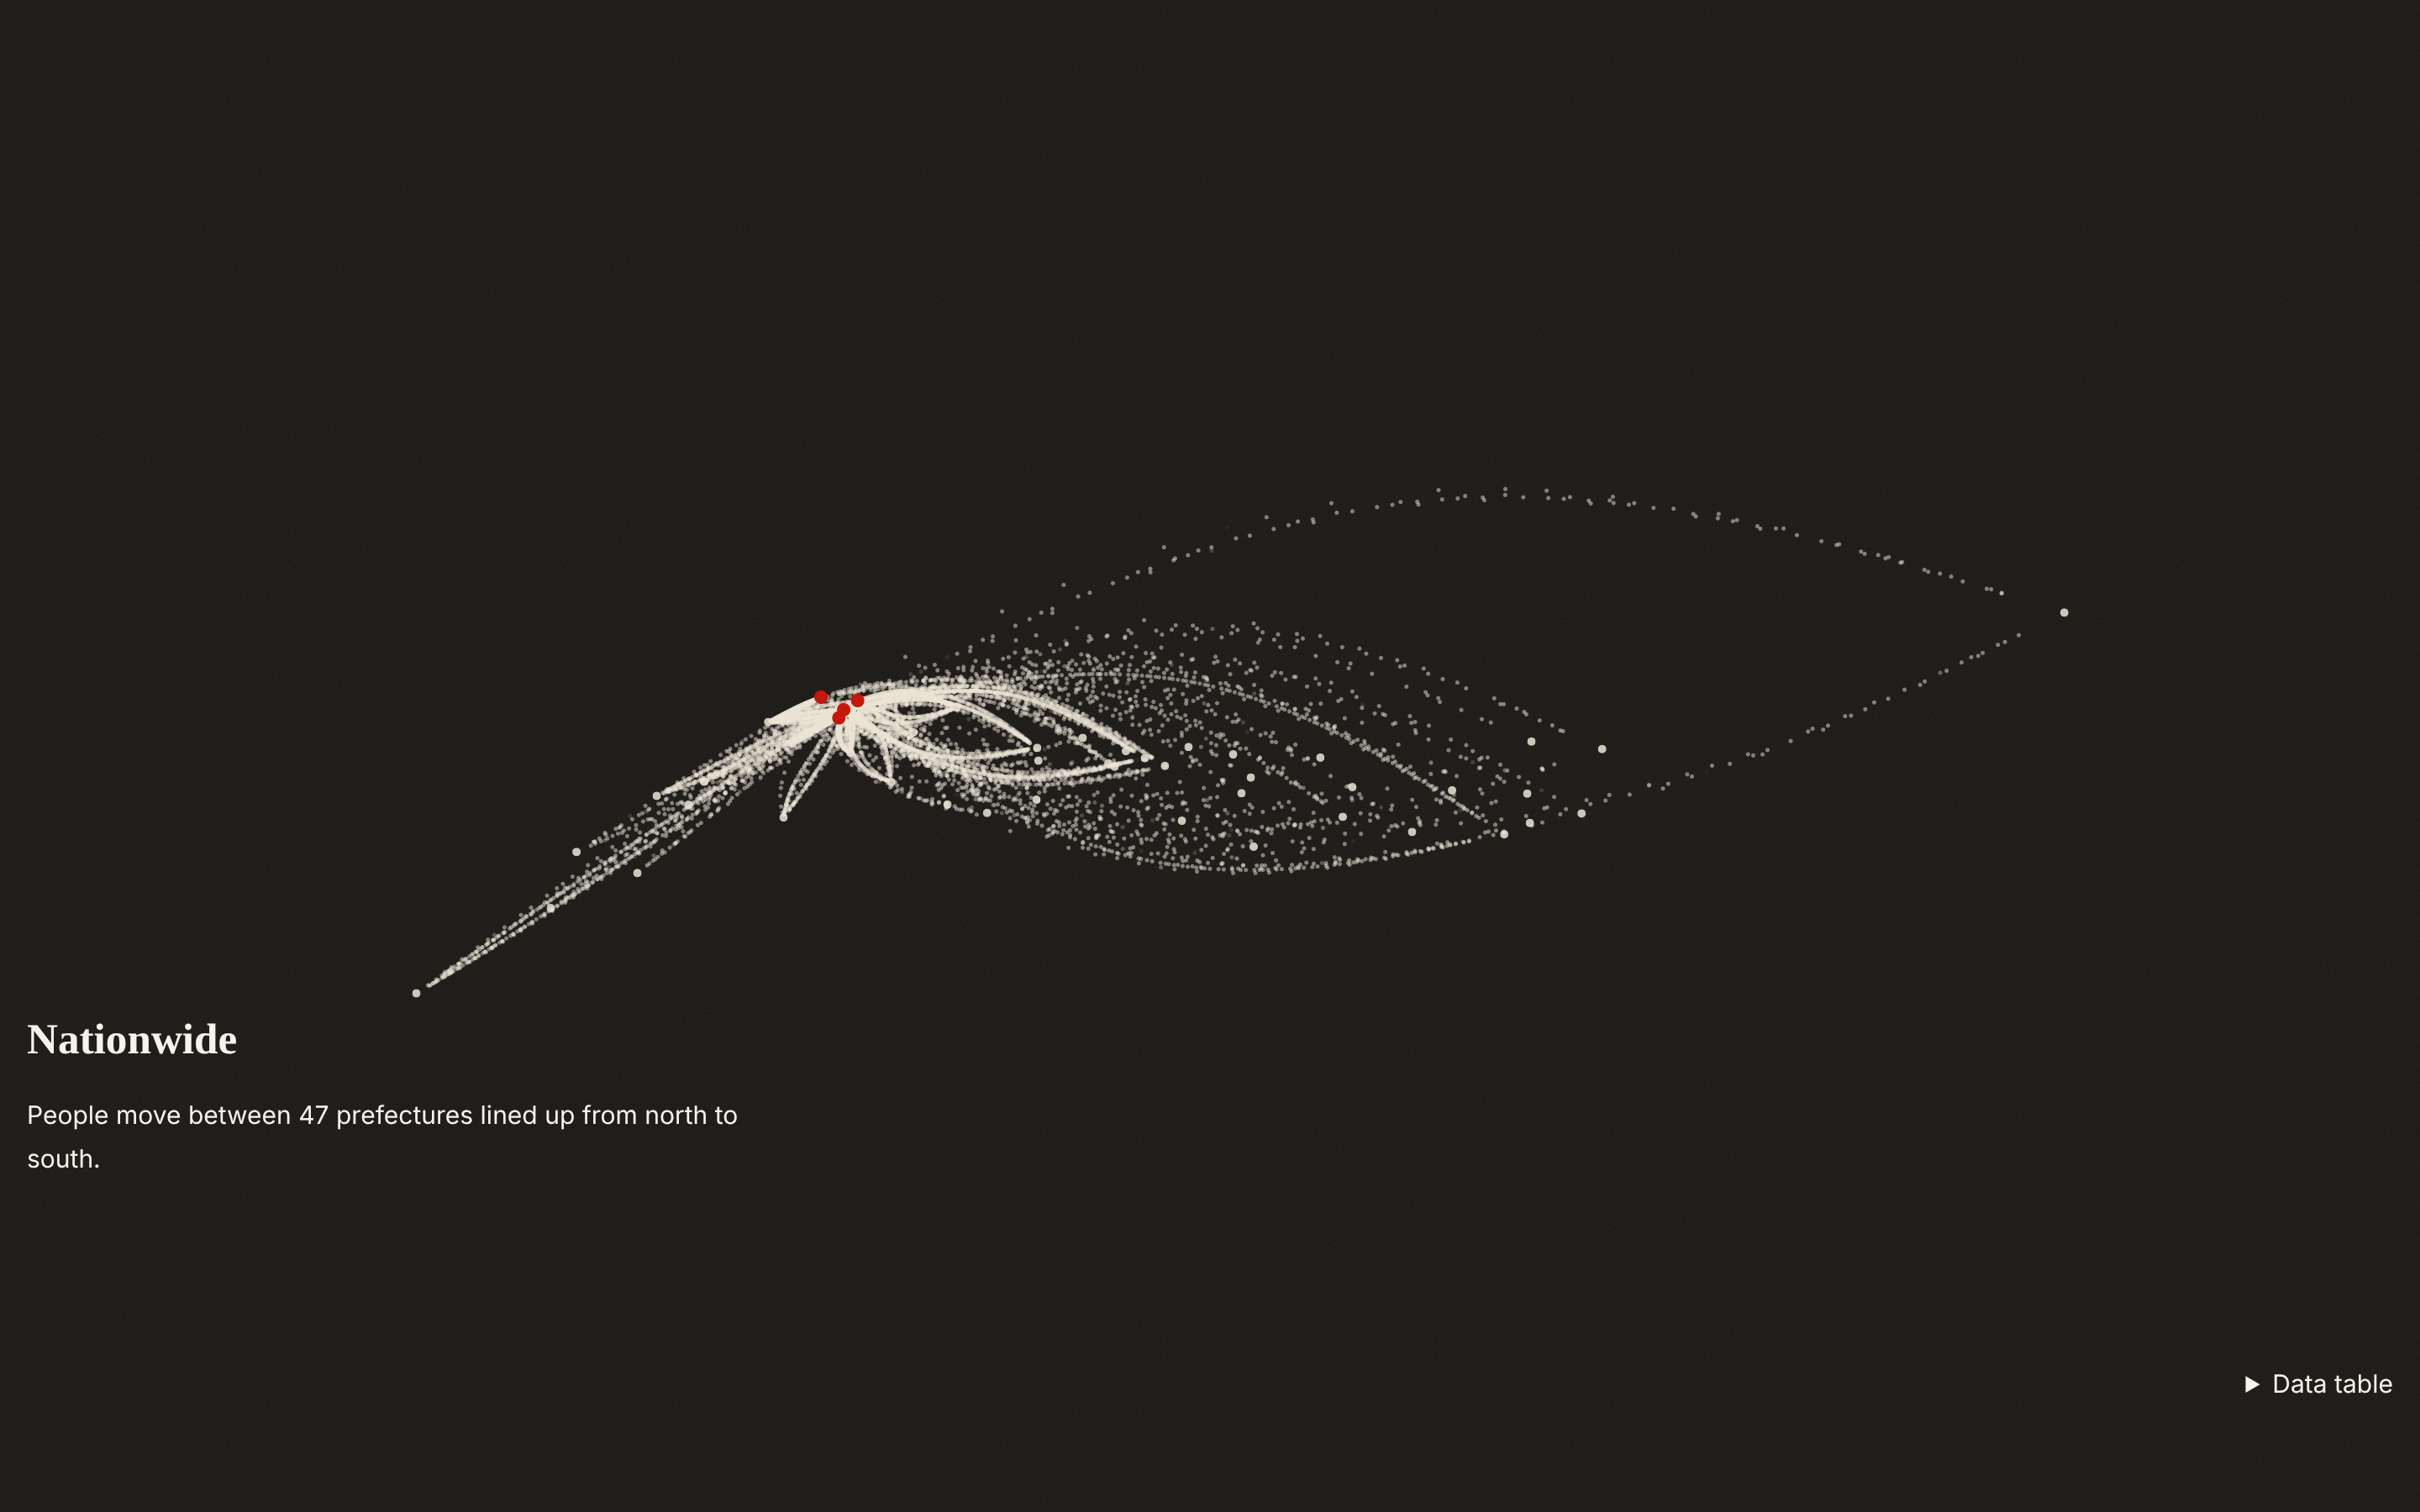 Nationwide
People move between 47 prefectures lined up from north to
south.
Data table